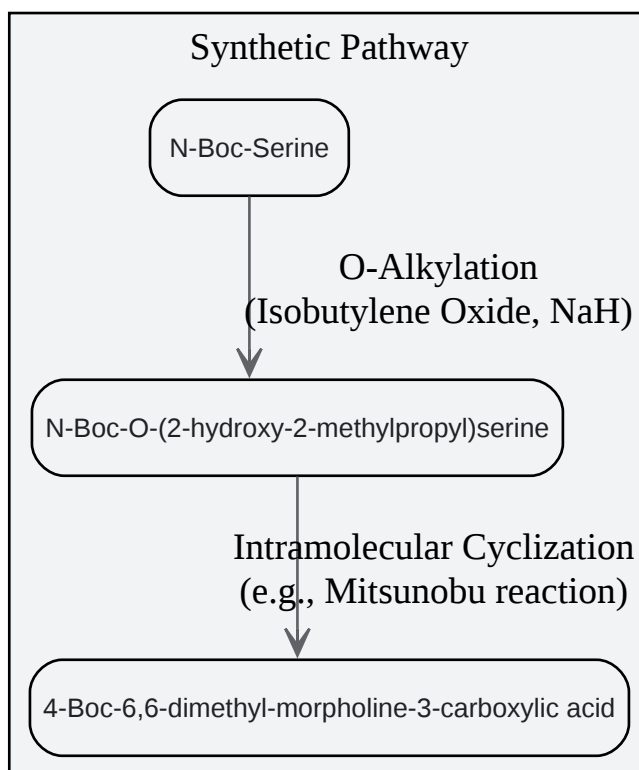 Synthetic Pathway
N-Boc-Serine
O-Alkylation
(Isobutylene Oxide, NaH)
N-Boc-O-(2-hydroxy-2-methylpropyl)serine
Intramolecular Cyclization
(e.g., Mitsunobu reaction)
4-Boc-6,6-dimethyl-morpholine-3-carboxylic acid